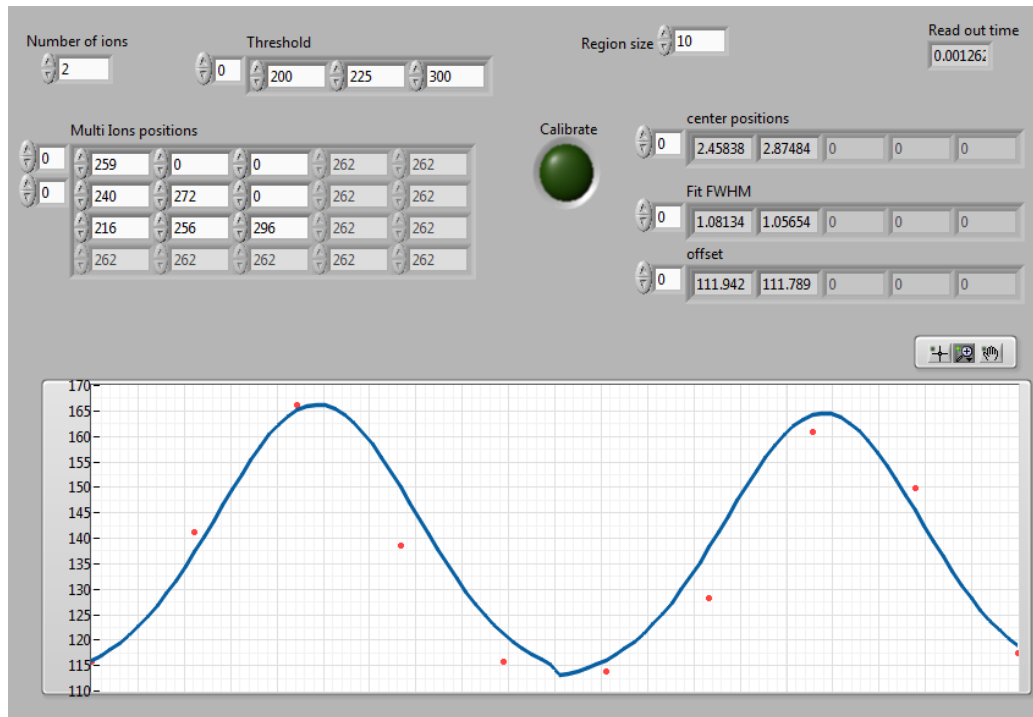 Number of ions
2
Threshold
0 200 225 300
Region size 10
Read out time
0.001262
Multi Ions positions
0 259 0 0 262 262
0 240 272 0 262 262
216 256 296 262 262
262 262 262 262 262
Calibrate
center positions
0 2.45838 2.87484 0 0 0
Fit FWHM
0 1.08134 1.05654 0 0 0
offset
0 111.942 111.789 0 0 0
170
165
160
155
150
145
140
135
130
125
120
115
110